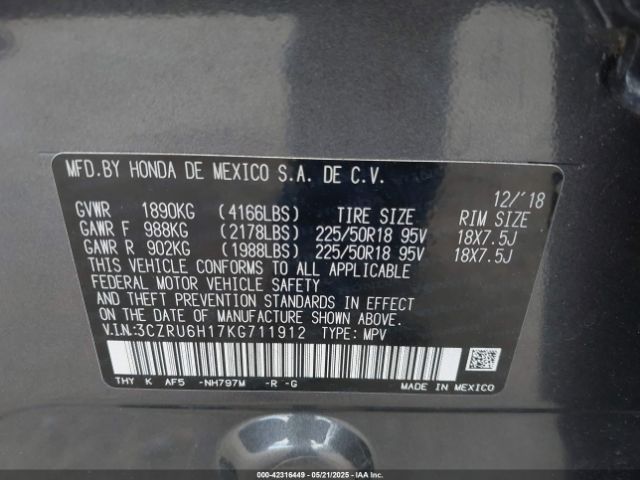 MFD.BY HONDA DE MEXICO S.A. DE C.V.
12/'18
GVWR 1890KG (4166LBS) TIRE SIZE RIM SIZE
GAWR F 988KG (2178LBS) 225/50R18 95V 18X7.5J
GAWR R 902KG (1988LBS) 225/50R18 95V 18X7.5J
THIS VEHICLE CONFORMS TO ALL APPLICABLE
FEDERAL MOTOR VEHICLE SAFETY
AND THEFT PREVENTION STANDARDS IN EFFECT
ON THE DATE OF MANUFACTURE SHOWN ABOVE.
V.I.N.:3CZRU6H17KG711912 TYPE: MPV
THY K AF5 -NH797M -R -G MADE IN MEXICO
000-42316449 - 05/21/2025 - IAAI.COM